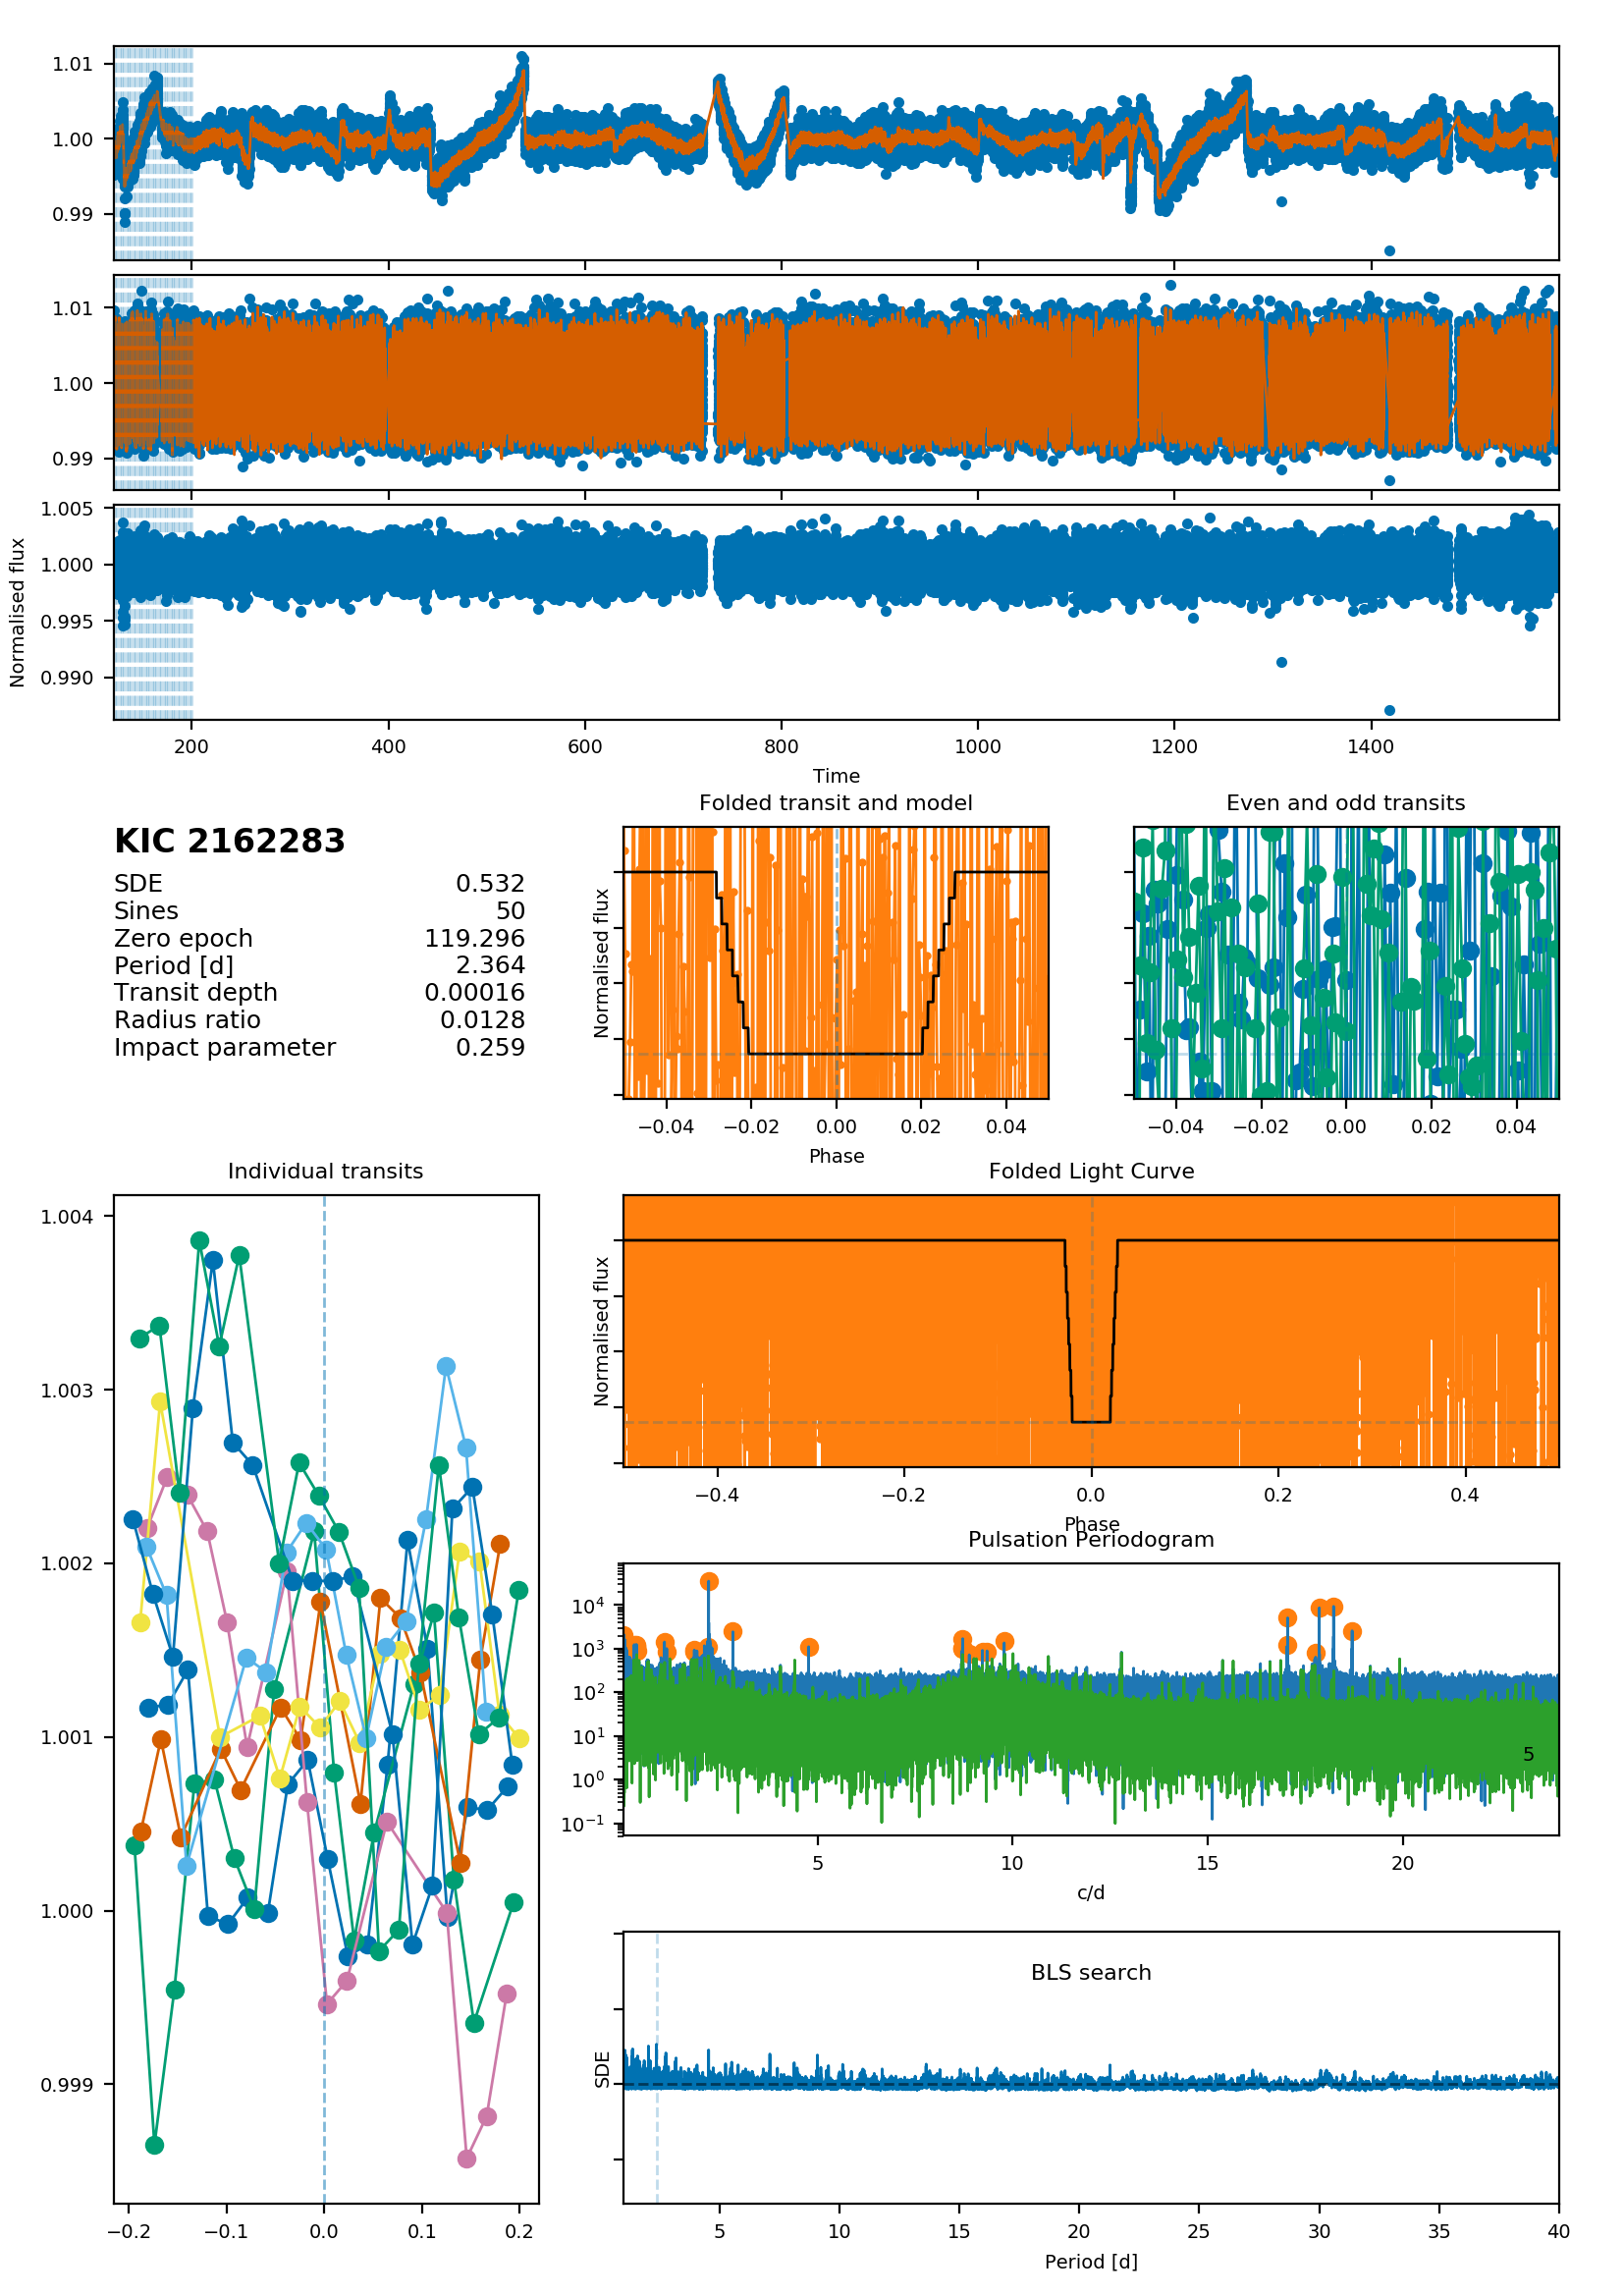 1.01
1.00
0.99
1.01
1.00
0.99
1.005
1.000
0.995
0.990
Normalised flux
200 400 600 800 1000 1200 1400
Time
KIC 2162283
SDE 0.532
Sines 50
Zero epoch 119.296
Period [d] 2.364
Transit depth 0.00016
Radius ratio 0.0128
Impact parameter 0.259
Folded transit and model
Normalised flux
−0.04 −0.02 0.00 0.02 0.04
Phase
Even and odd transits
−0.04 −0.02 0.00 0.02 0.04
Individual transits
1.004
1.003
1.002
1.001
1.000
0.999
−0.2 −0.1 0.0 0.1 0.2
Folded Light Curve
Normalised flux
−0.4 −0.2 0.0 0.2 0.4
Phase
Pulsation Periodogram
10⁴
10³
10²
10¹
10⁰
10⁻¹
5
5 10 15 20
c/d
BLS search
SDE
5 10 15 20 25 30 35 40
Period [d]